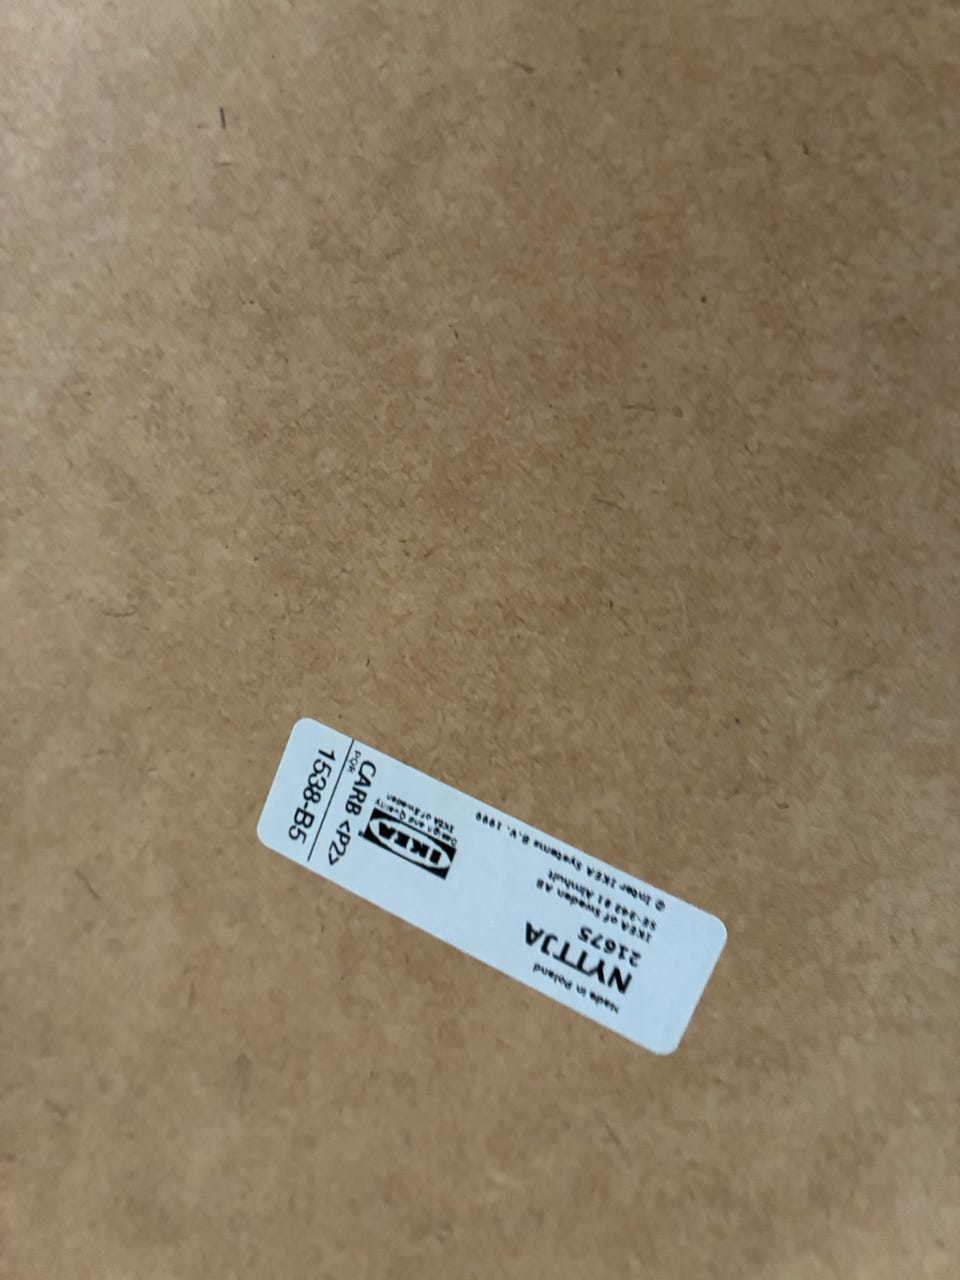 Made in Poland
NYTTJA
21675
IKEA of Sweden AB
SE-343 81 Älmhult
© Inter IKEA Systems B.V. 1999
IKEA
Design and Quality
IKEA of Sweden
PQR
CARB <P2>
1538-B5